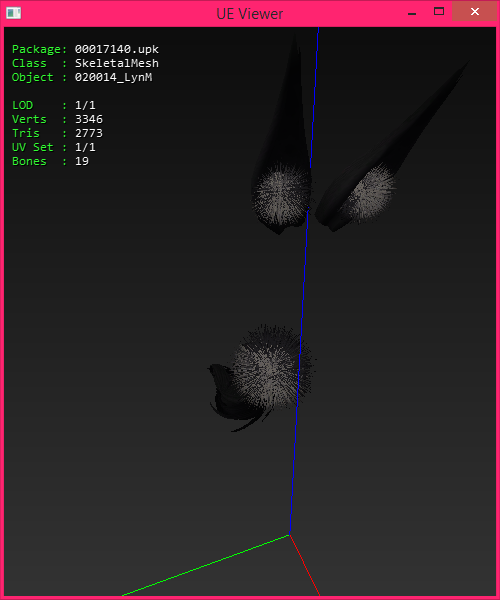 UE Viewer
Package: 00017140.upk
Class  : SkeletalMesh
Object : 020014_LynM
LOD    : 1/1
Verts  : 3346
Tris   : 2773
UV Set : 1/1
Bones  : 19